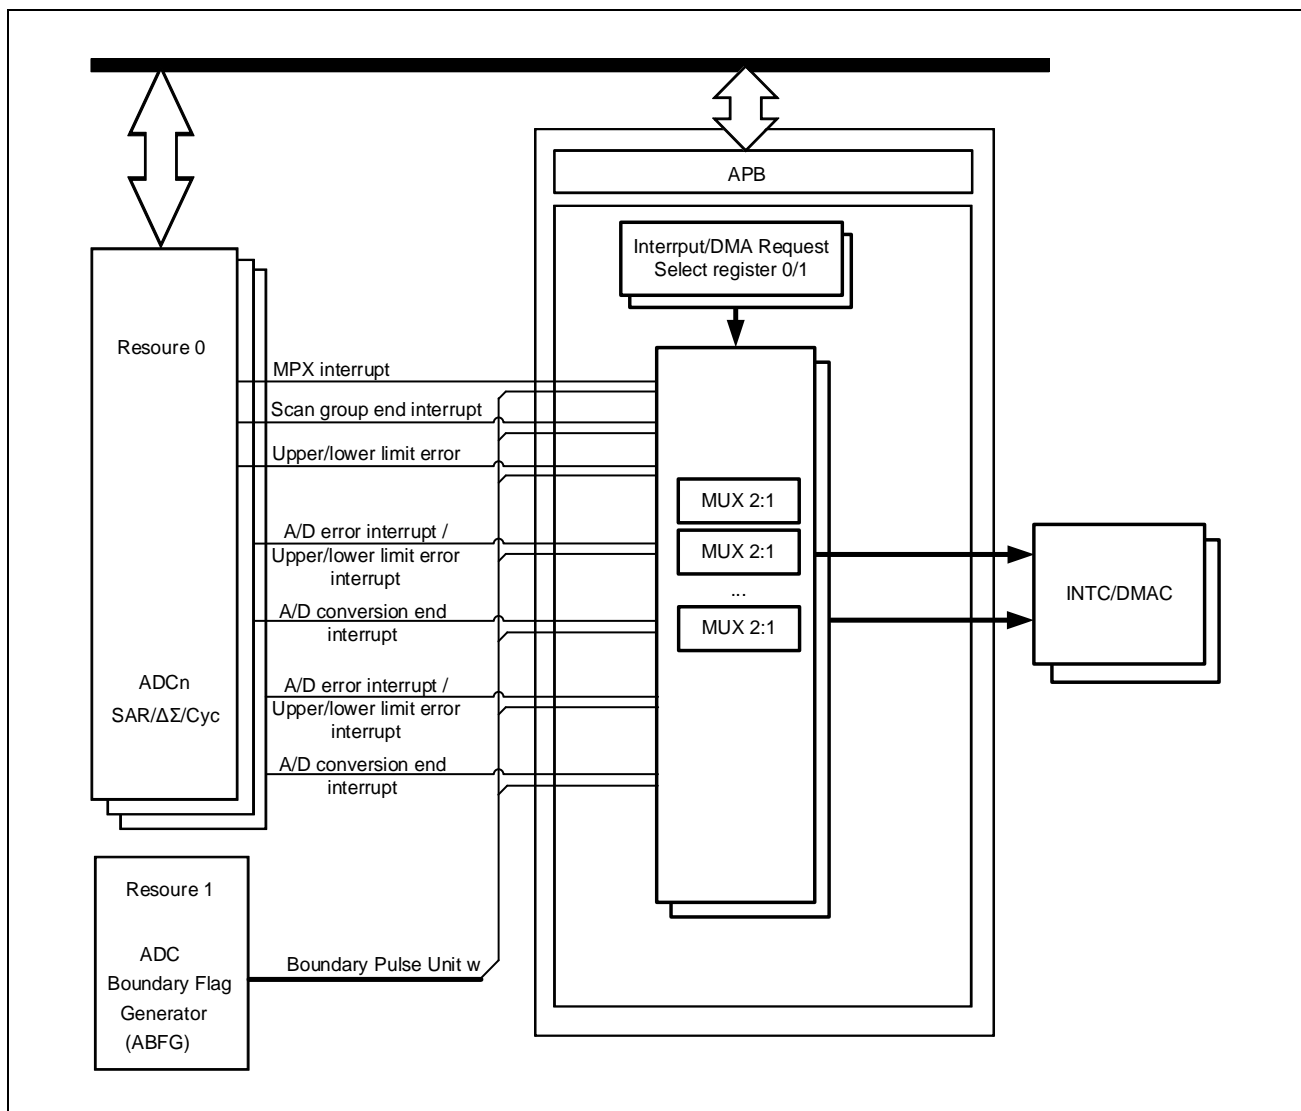 APB
Interrput/DMA Request
Select register 0/1
Resoure 0
MPX interrupt
Scan group end interrupt
Upper/lower limit error
MUX 2:1
A/D error interrupt /
Upper/lower limit error
interrupt
MUX 2:1
...
MUX 2:1
INTC/DMAC
A/D conversion end
interrupt
ADCn
SAR/ΔΣ/Cyc
A/D error interrupt /
Upper/lower limit error
interrupt
A/D conversion end
interrupt
Resoure 1
ADC
Boundary Flag
Generator
(ABFG)
Boundary Pulse Unit w